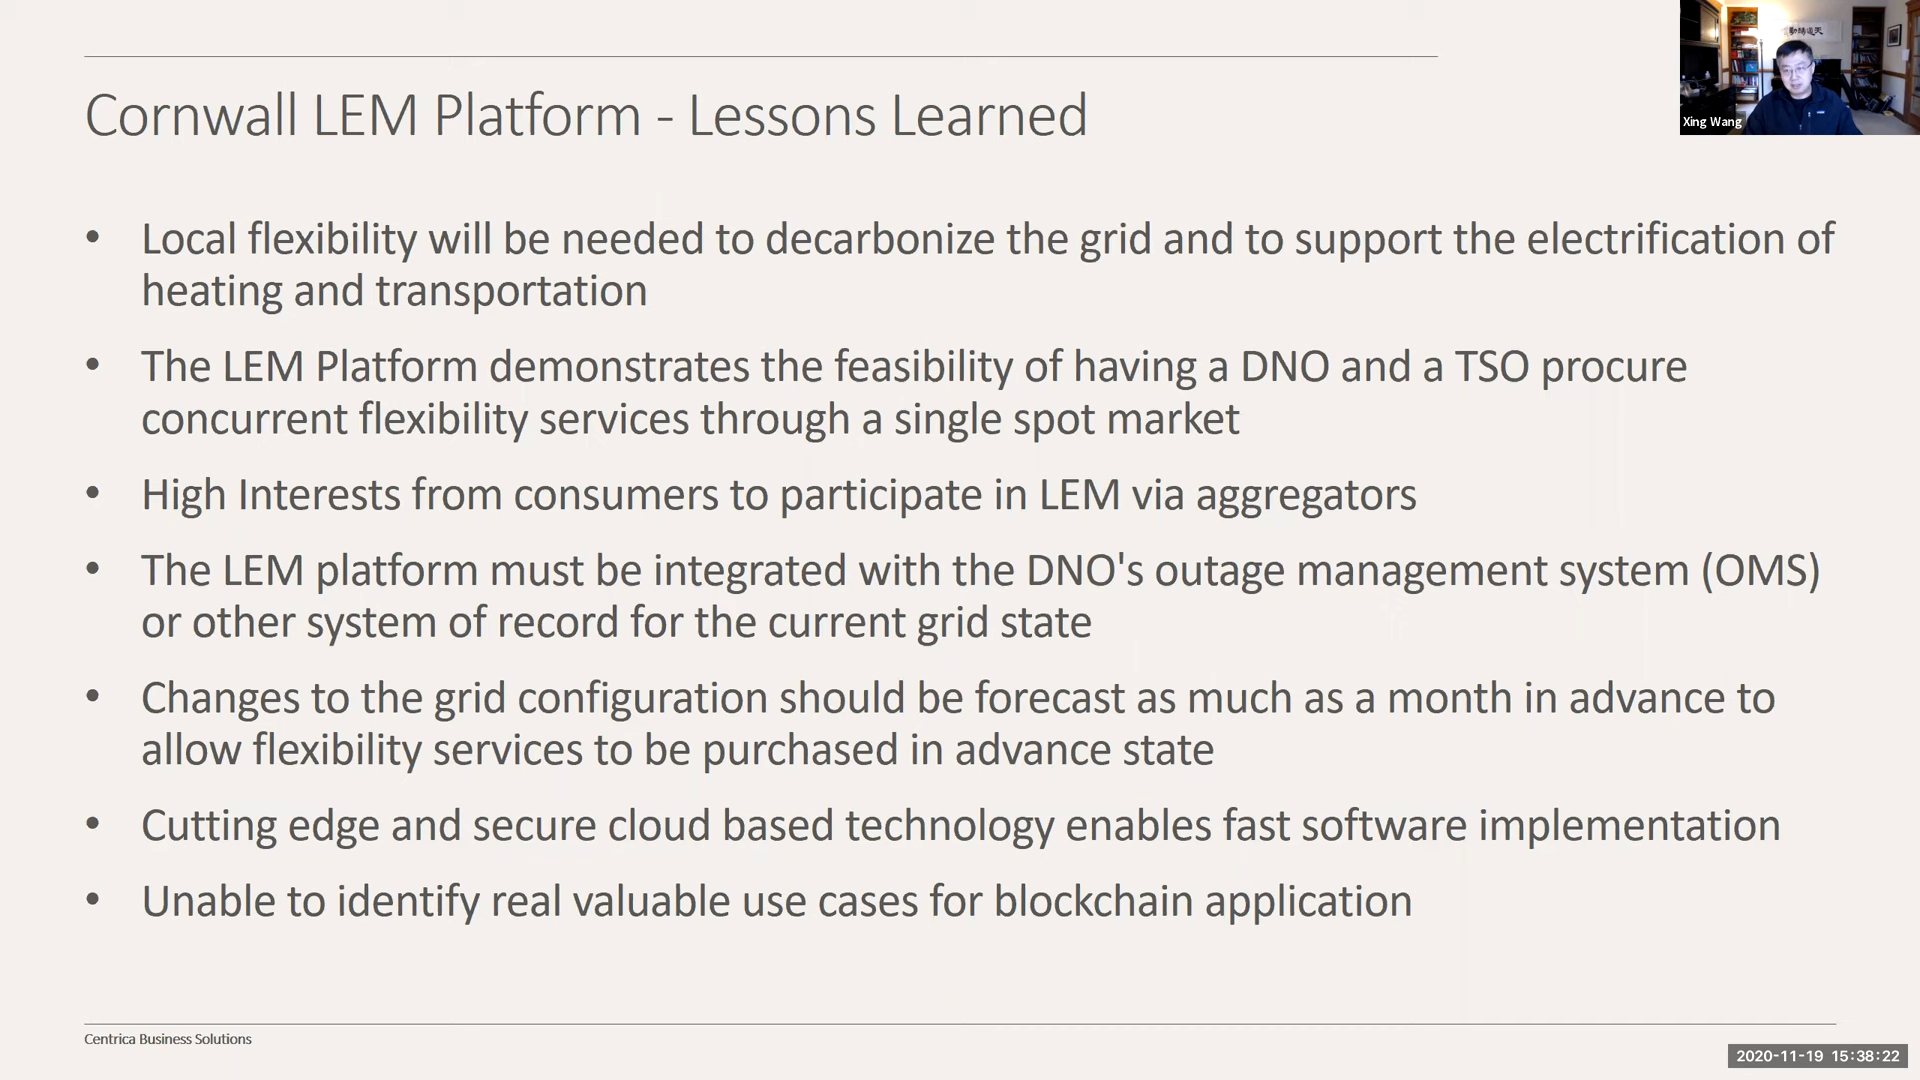 Cornwall LEM Platform - Lessons Learned
天道酬勤
Xing Wang
• Local flexibility will be needed to decarbonize the grid and to support the electrification of
heating and transportation
• The LEM Platform demonstrates the feasibility of having a DNO and a TSO procure
concurrent flexibility services through a single spot market
• High Interests from consumers to participate in LEM via aggregators
• The LEM platform must be integrated with the DNO's outage management system (OMS)
or other system of record for the current grid state
• Changes to the grid configuration should be forecast as much as a month in advance to
allow flexibility services to be purchased in advance state
• Cutting edge and secure cloud based technology enables fast software implementation
• Unable to identify real valuable use cases for blockchain application
Centrica Business Solutions
2020-11-19 15:38:22